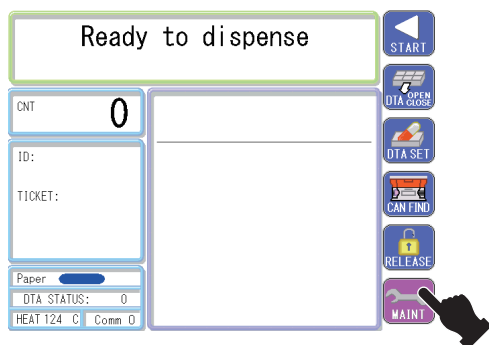 Ready to dispense
START
DTA OPEN CLOSE
CNT 0
DTA SET
ID:
TICKET:
CAN FIND
RELEASE
Paper
DTA STATUS: 0
HEAT 124 C Comm 0
MAINT